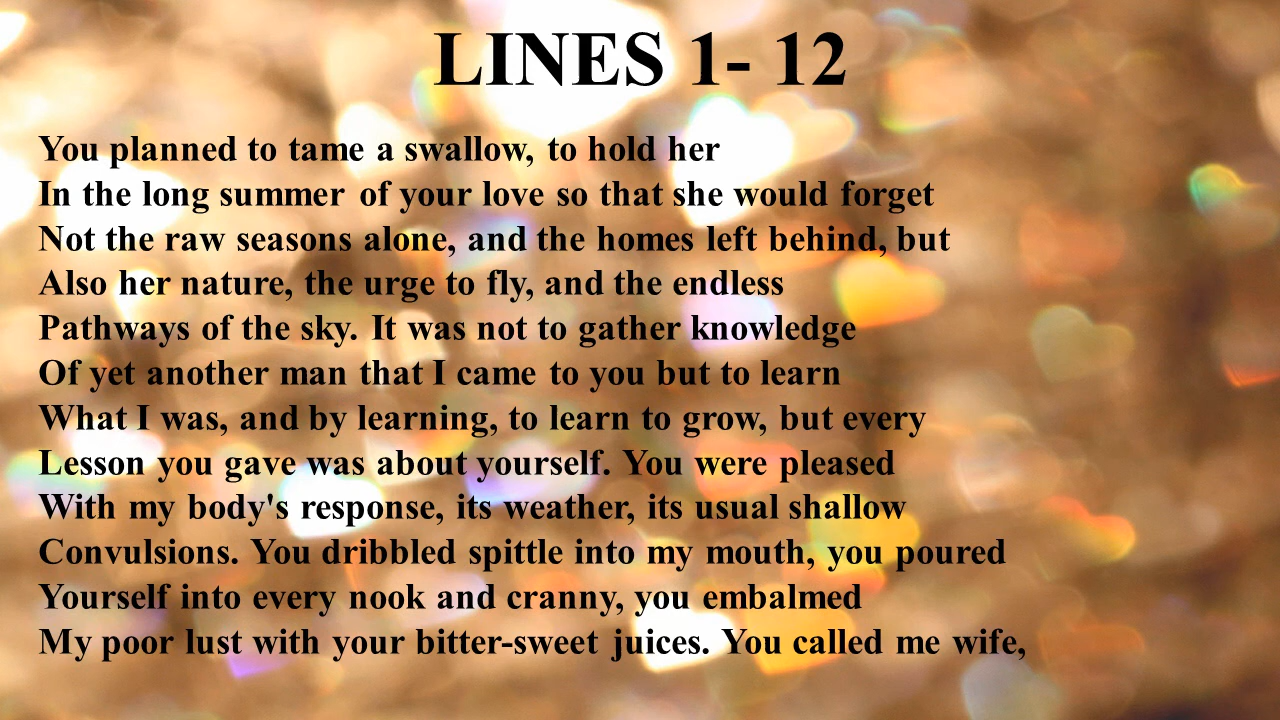 LINES 1- 12
You planned to tame a swallow, to hold her
In the long summer of your love so that she would forget
Not the raw seasons alone, and the homes left behind, but
Also her nature, the urge to fly, and the endless
Pathways of the sky. It was not to gather knowledge
Of yet another man that I came to you but to learn
What I was, and by learning, to learn to grow, but every
Lesson you gave was about yourself. You were pleased
With my body's response, its weather, its usual shallow
Convulsions. You dribbled spittle into my mouth, you poured
Yourself into every nook and cranny, you embalmed
My poor lust with your bitter-sweet juices. You called me wife,